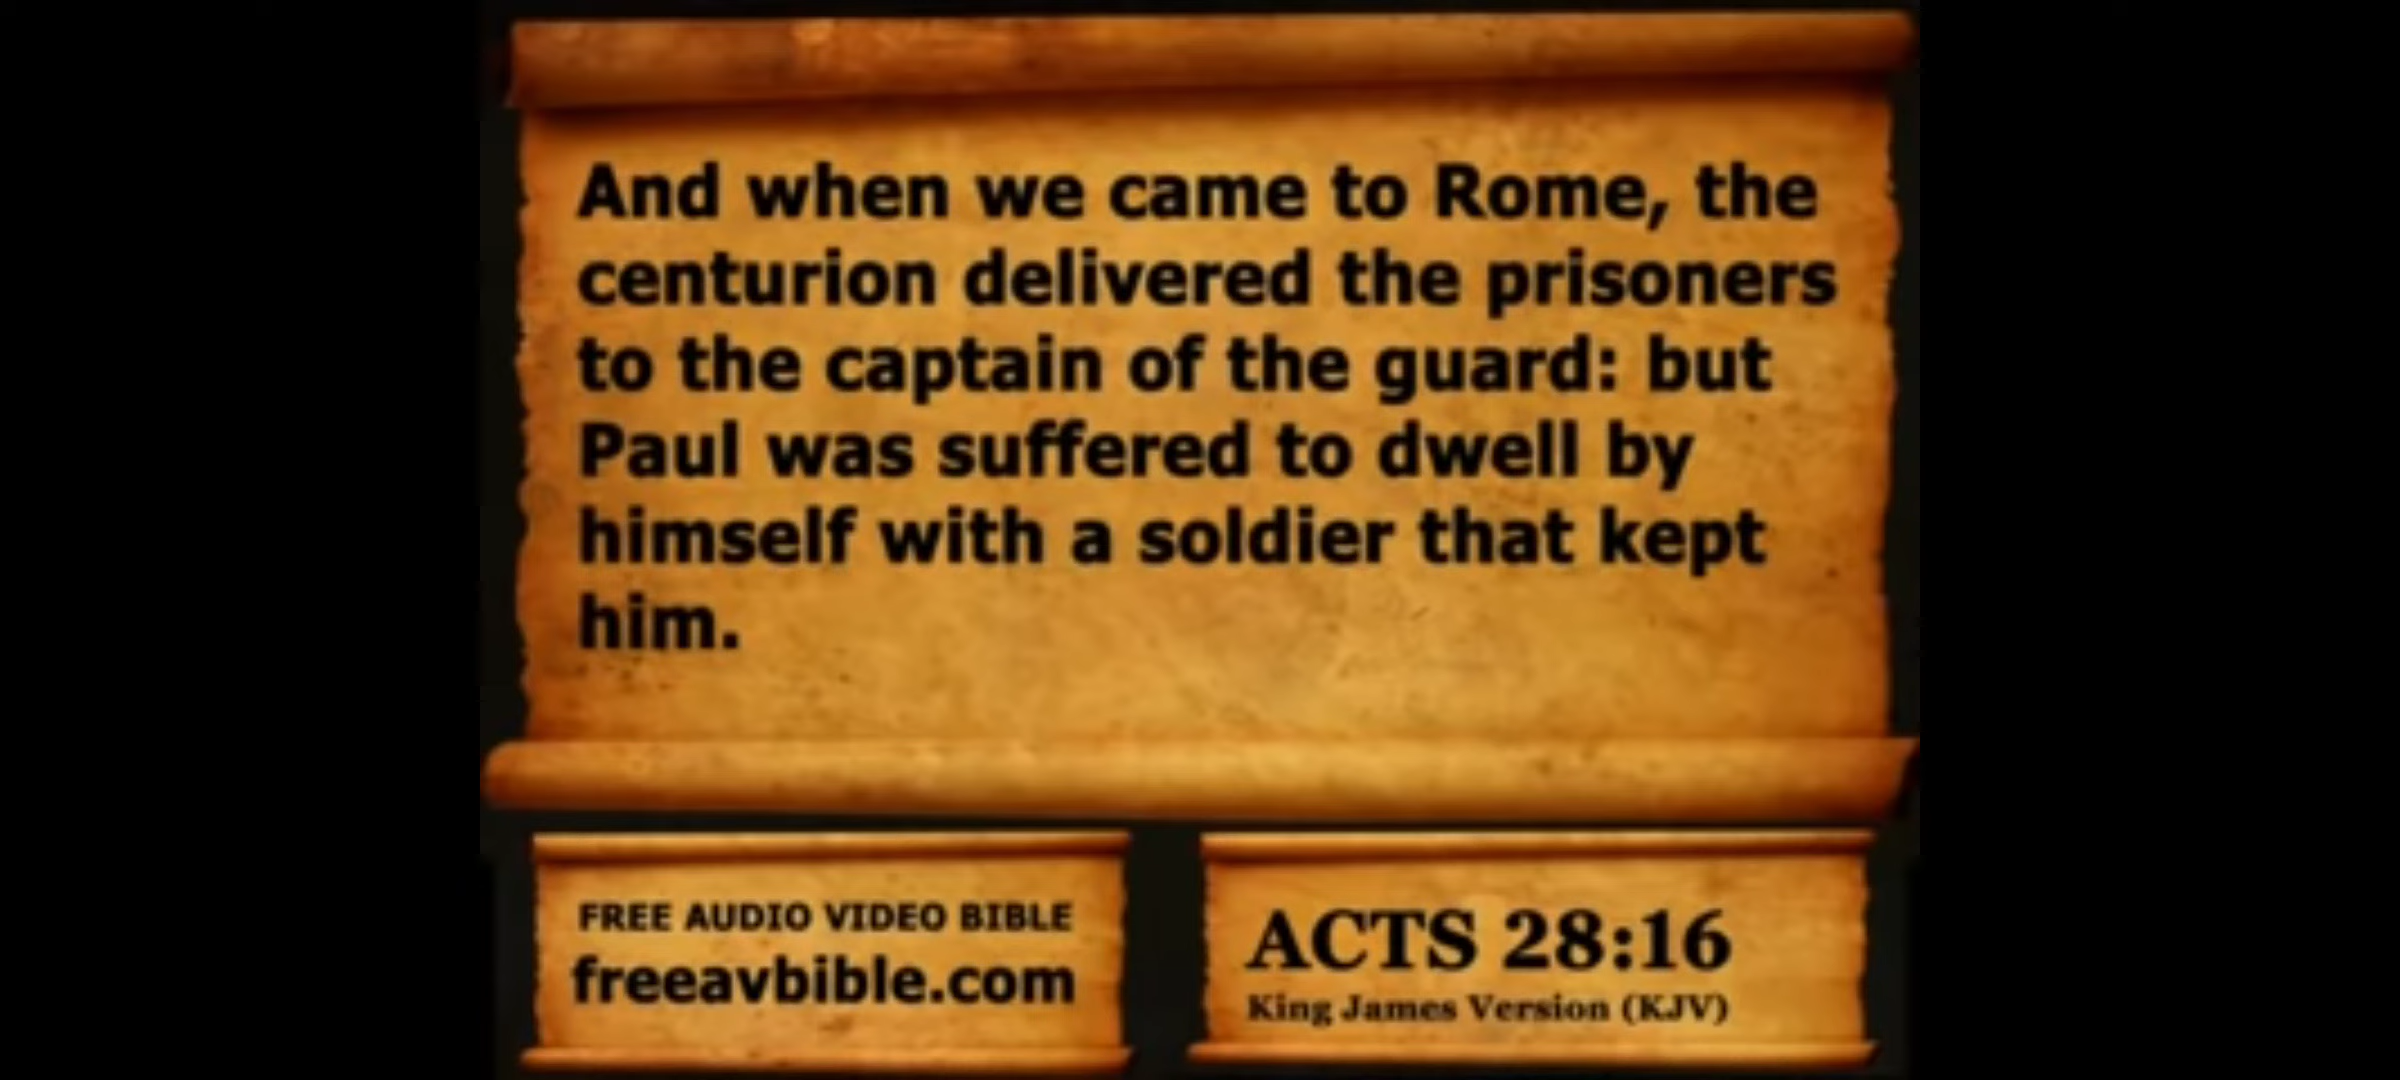 And when we came to Rome, the
centurion delivered the prisoners
to the captain of the guard: but
Paul was suffered to dwell by
himself with a soldier that kept
him.
FREE AUDIO VIDEO BIBLE
freeavbible.com
ACTS 28:16
King James Version (KJV)